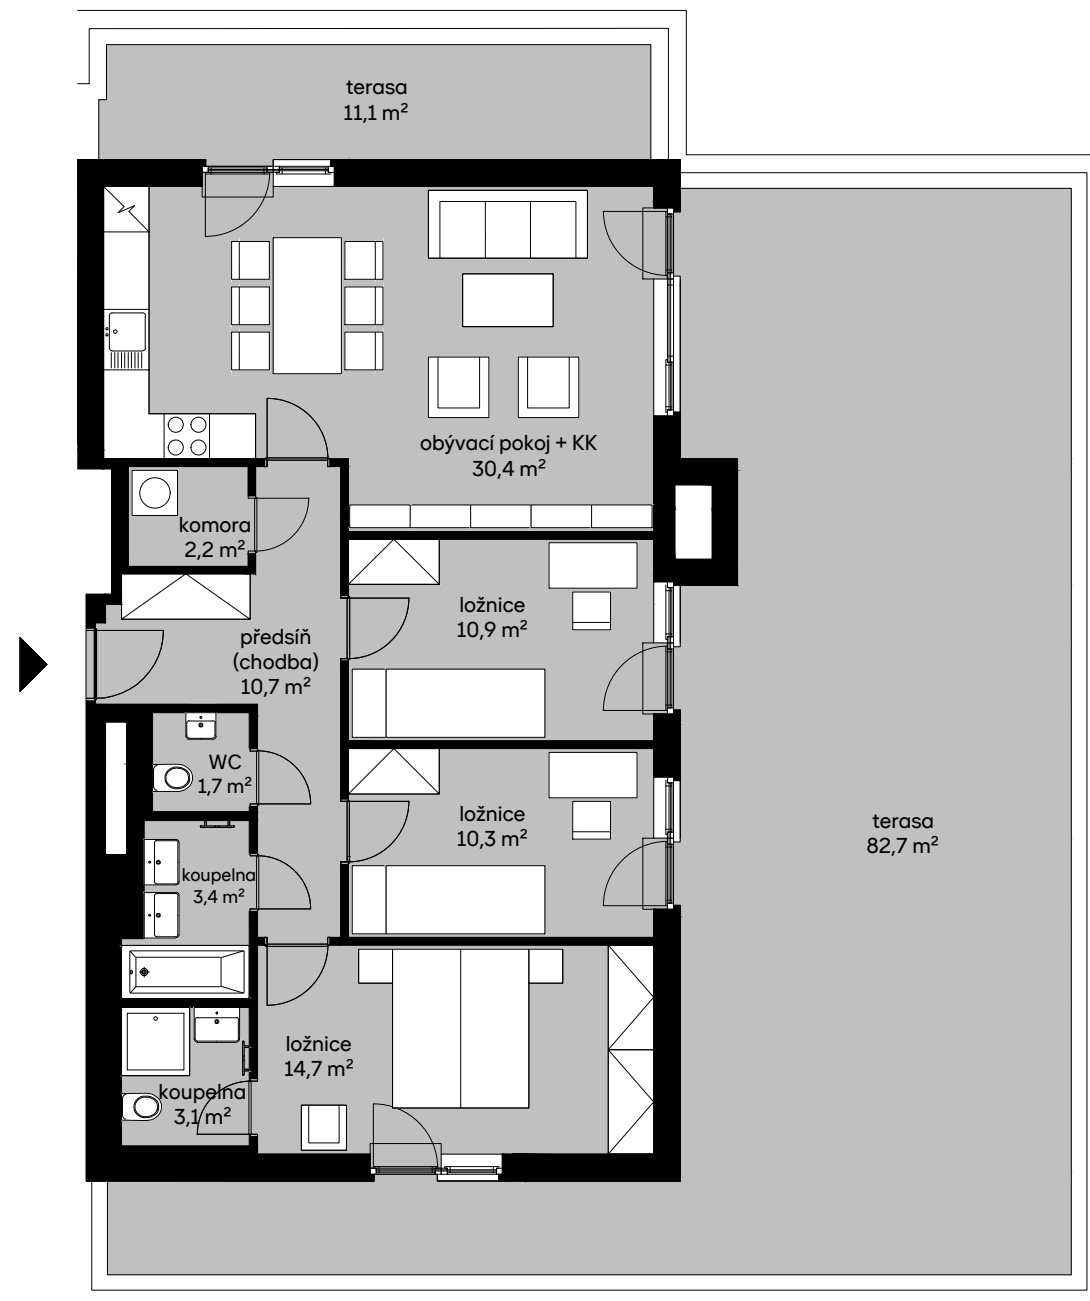 terasa
11,1 m²
obývací pokoj + KK
30,4 m²
komora
2,2 m²
ložnice
10,9 m²
předsíň
(chodba)
10,7 m²
WC
1,7 m²
ložnice
10,3 m²
terasa
82,7 m²
koupelna
3,4 m²
ložnice
14,7 m²
koupelna
3,1 m²